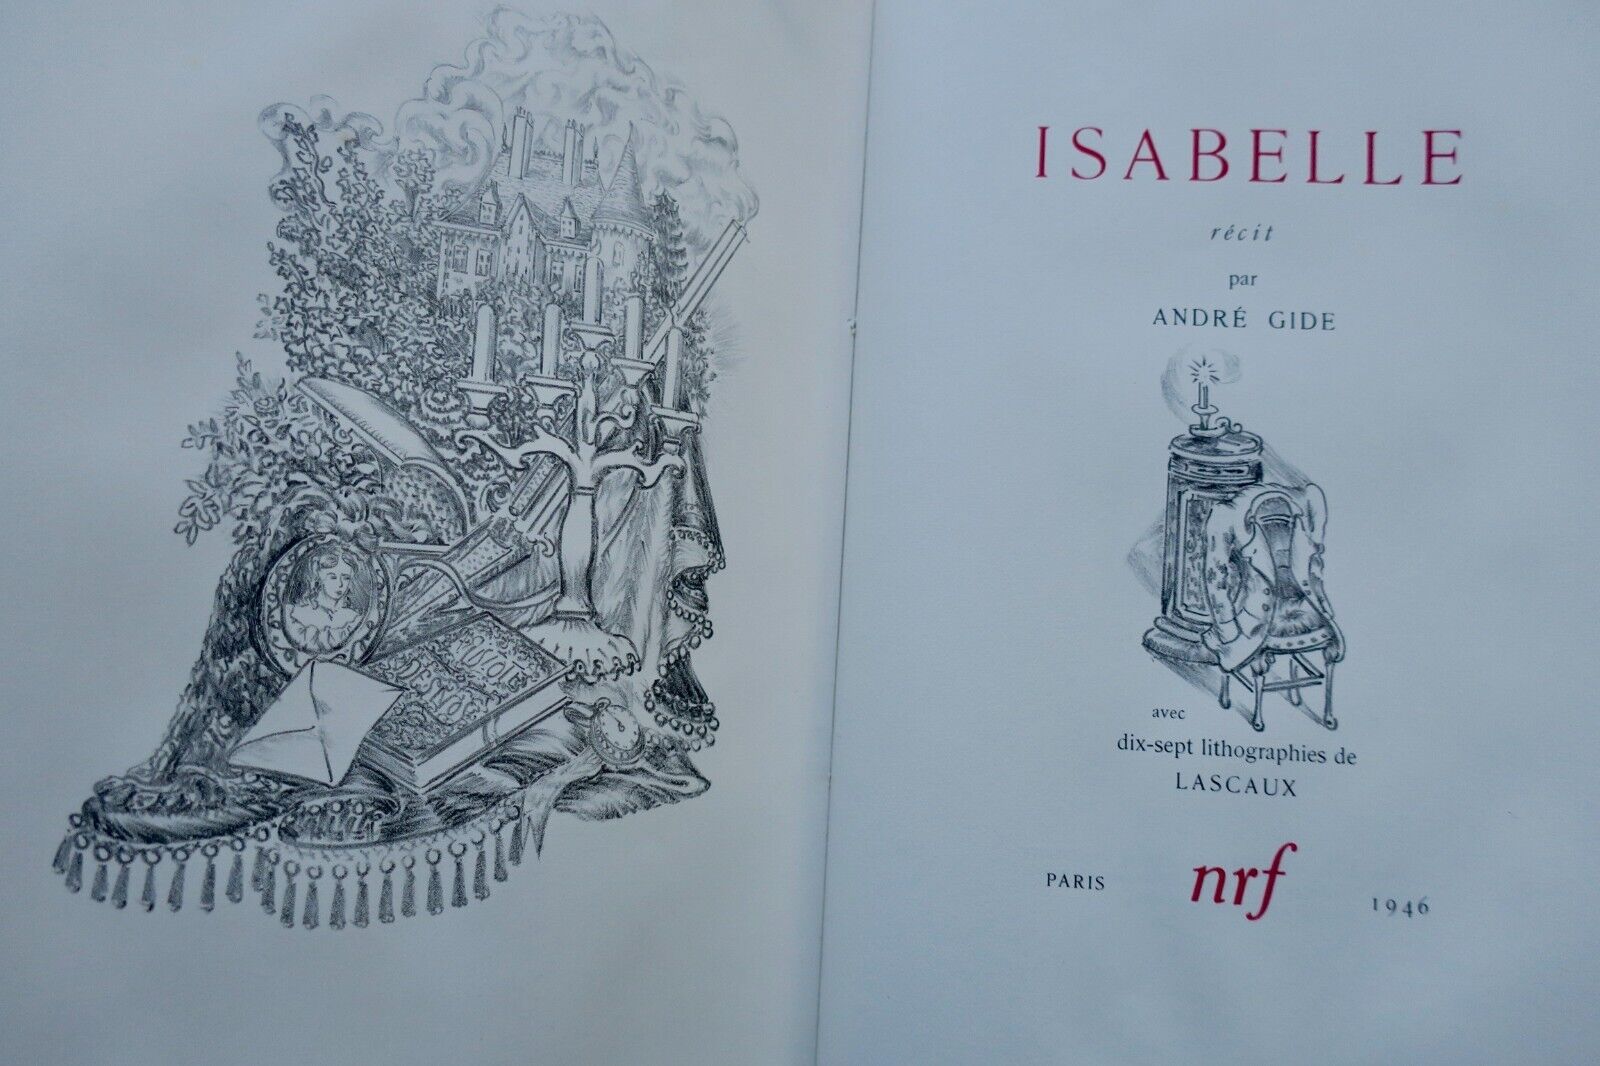 ISABELLE
récit
par
ANDRÉ GIDE
avec
dix-sept lithographies de
LASCAUX
PARIS
nrf
1946